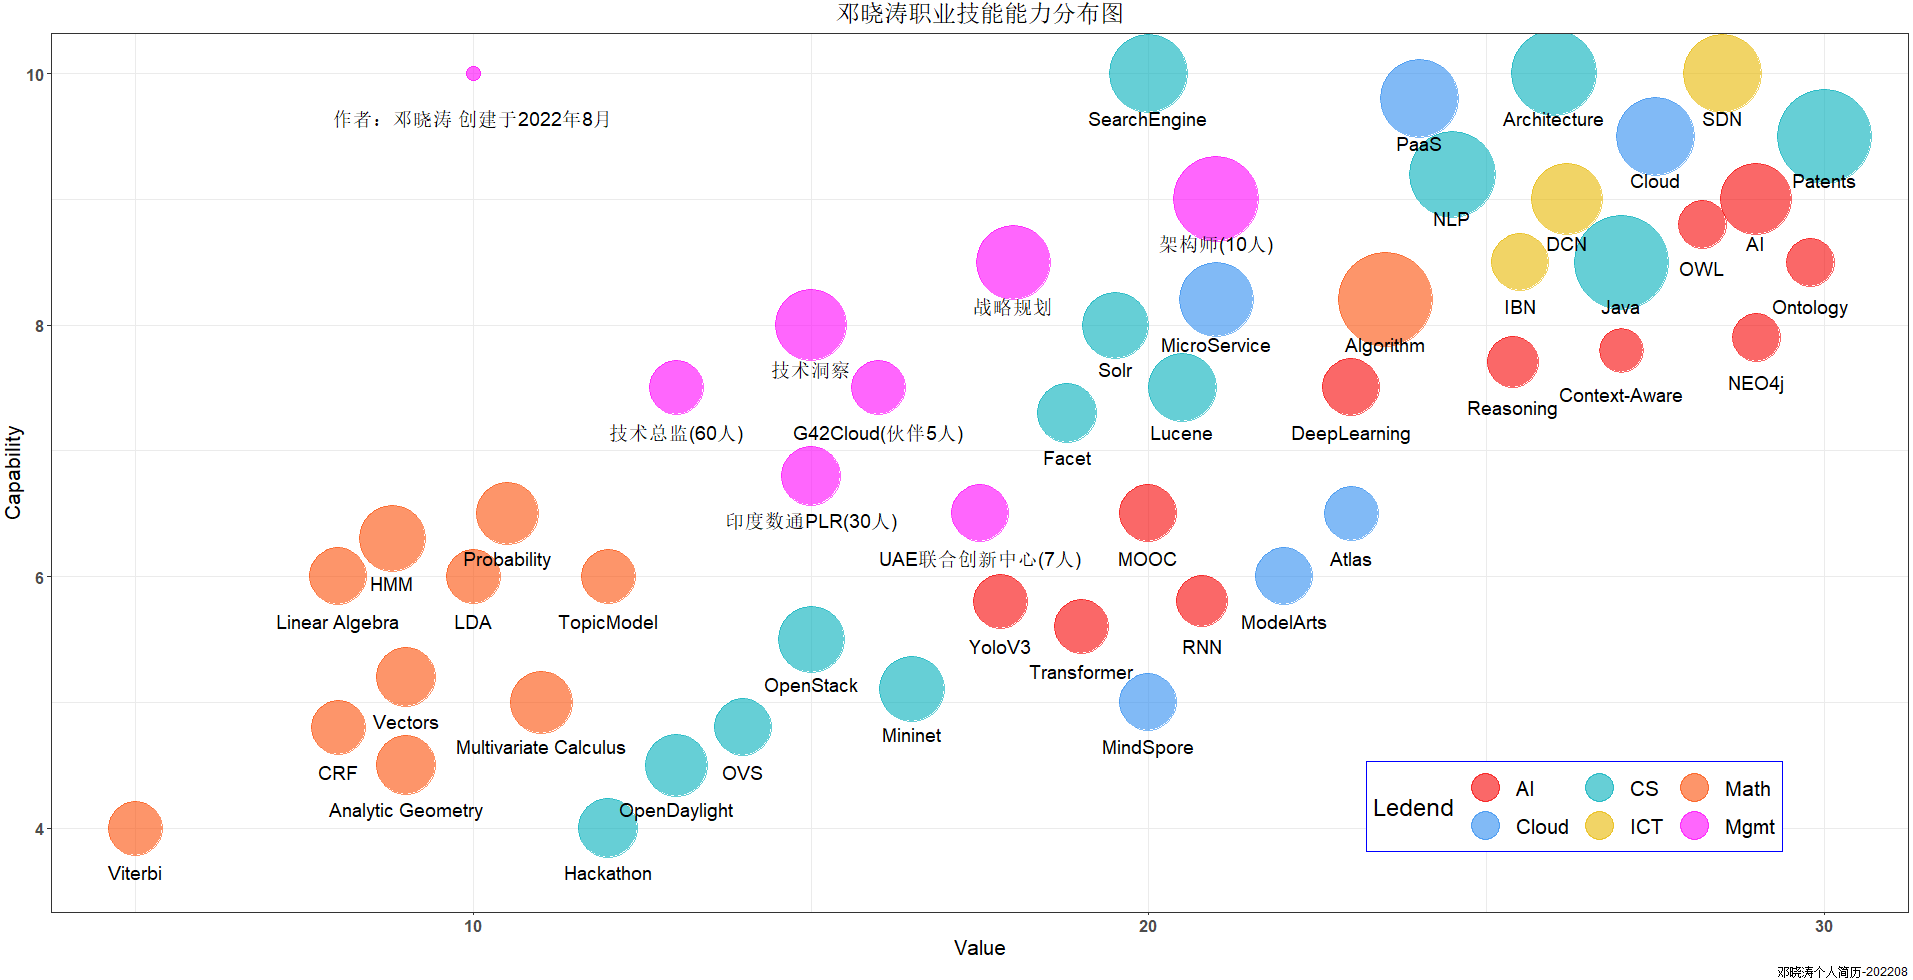 邓晓涛职业技能能力分布图
10
作者：邓晓涛 创建于2022年8月
SearchEngine
PaaS
Architecture
SDN
Cloud
Patents
NLP
架构师(10人)
DCN
AI
OWL
战略规划
IBN
Java
Ontology
8
MicroService
Algorithm
Solr
技术洞察
NEO4j
Context-Aware
Reasoning
技术总监(60人)
G42Cloud(伙伴5人)
Lucene
DeepLearning
Facet
Capability
印度数通PLR(30人)
Probability
UAE联合创新中心(7人)
MOOC
Atlas
6
HMM
Linear Algebra
LDA
TopicModel
ModelArts
YoloV3
RNN
Transformer
OpenStack
Vectors
Mininet
Multivariate Calculus
MindSpore
CRF
OVS
Analytic Geometry
OpenDaylight
4
Viterbi
Hackathon
Ledend
AI
CS
Math
Cloud
ICT
Mgmt
10
20
30
Value
邓晓涛个人简历-202208